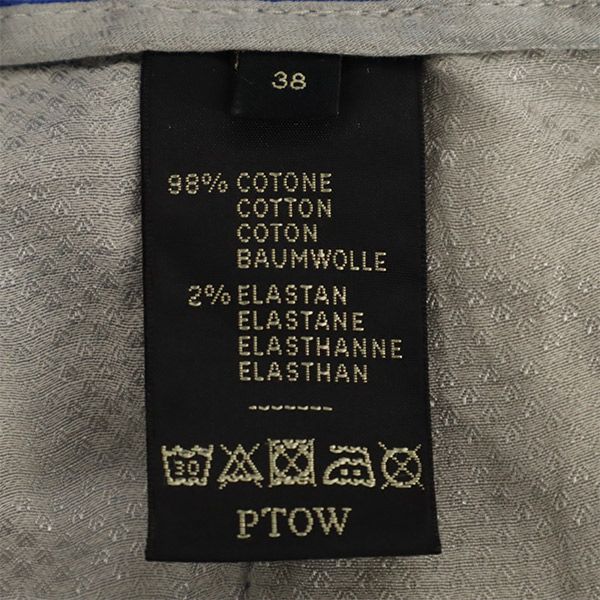 38
98% COTONE
COTTON
COTON
BAUMWOLLE
2% ELASTAN
ELASTANE
ELASTHANNE
ELASTHAN
-------
30
PTOW